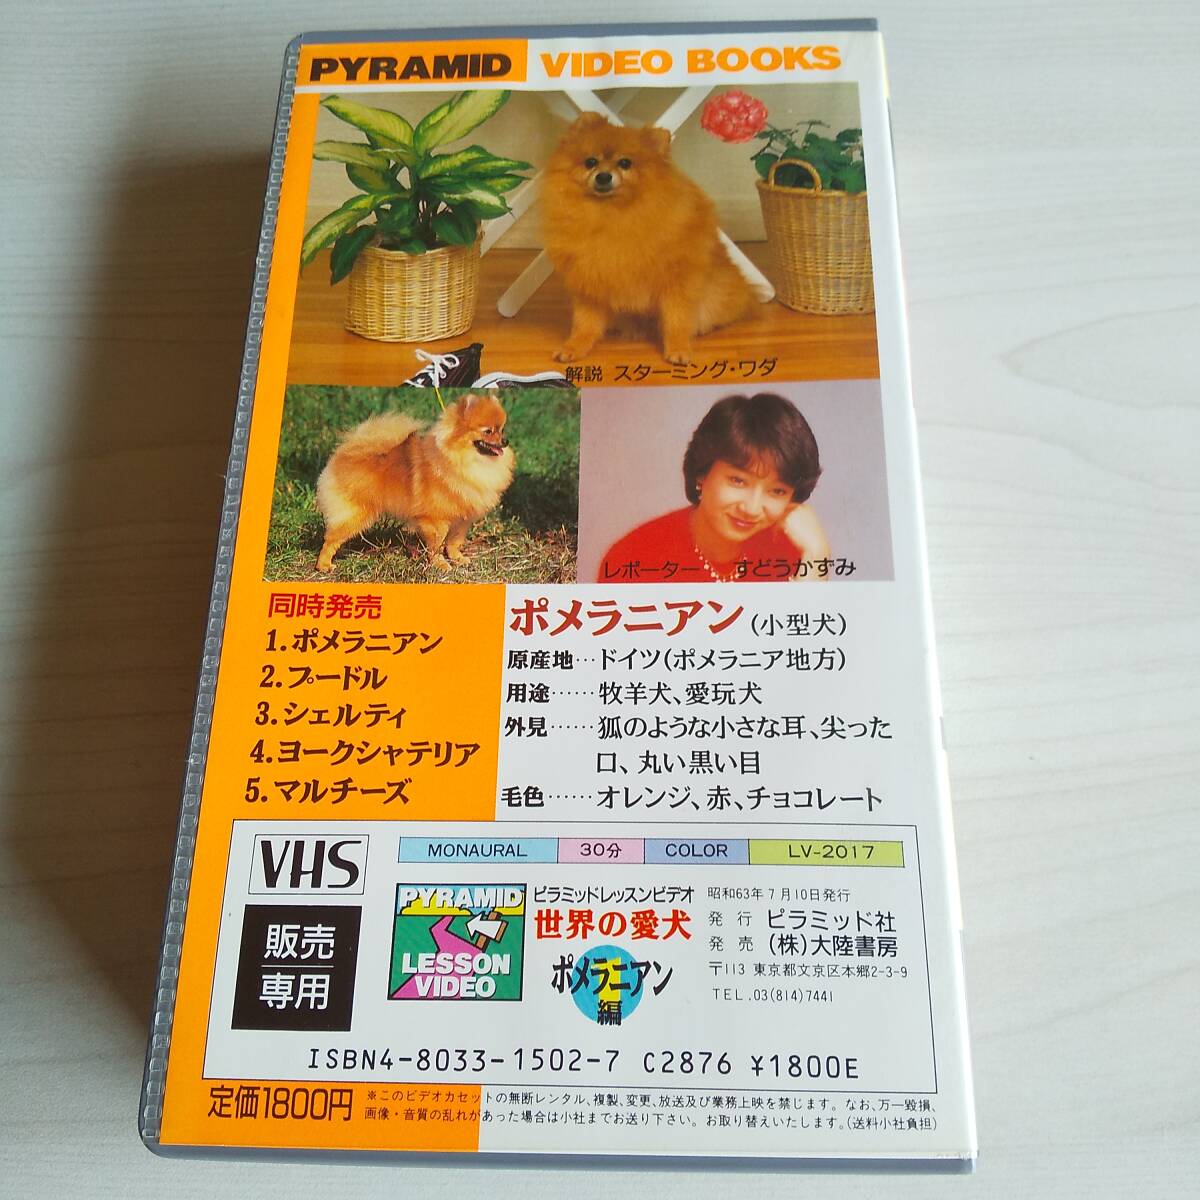 PYRAMID VIDEO BOOKS
解説 スターミング・ワダ
レポーター すどうかずみ
同時発売
1.ポメラニアン
2.プードル
3.シェルティ
4.ヨークシャテリア
5.マルチーズ
ポメラニアン(小型犬)
原産地…ドイツ(ポメラニア地方)
用途……牧羊犬、愛玩犬
外見……狐のような小さな耳、尖った
口、丸い黒い目
毛色……オレンジ、赤、チョコレート
VHS
販売
専用
MONAURAL 30分 COLOR LV-2017
PYRAMID
LESSON
VIDEO
ピラミッドレッスンビデオ
世界の愛犬
ポメラニアン
編
昭和63年7月10日発行
発行 ピラミッド社
発売 (株)大陸書房
〒113 東京都文京区本郷2-3-9
TEL.03(814)7441
ISBN4-8033-1502-7 C2876 ¥1800E
定価1800円
※このビデオカセットの無断レンタル、複製、変更、放送及び業務上映を禁じます。なお、万一毀損、
画像・音質の乱れがあった場合は小社までお送り下さい。お取り替えいたします。(送料小社負担)